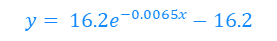 y = 16.2e^{-0.0065x} − 16.2